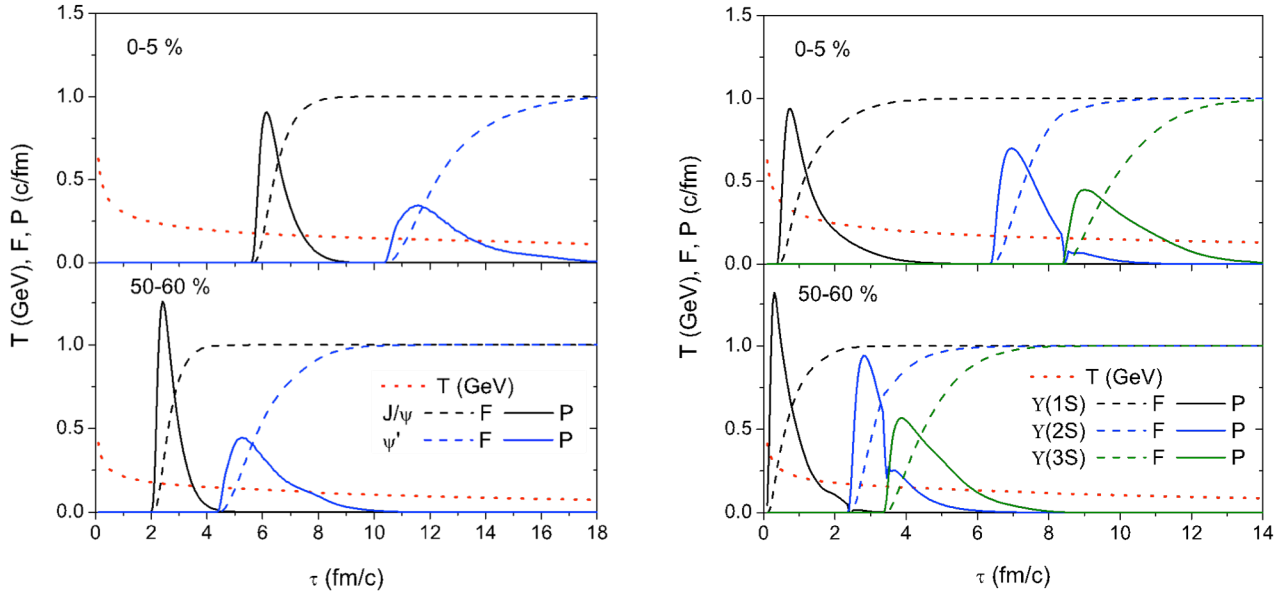 1.5
0-5 %
1.0
0.5
0.0
50-60 %
1.0
T (GeV)
J/ψ F P
0.5
ψ' F P
0.0
0 2 4 6 8 10 12 14 16 18
τ (fm/c)
T (GeV), F, P (c/fm)
1.5
0-5 %
1.0
0.5
0.0
50-60 %
1.0
T (GeV)
ϒ(1S) F P
0.5
ϒ(2S) F P
ϒ(3S) F P
0.0
0 2 4 6 8 10 12 14
τ (fm/c)
T (GeV), F, P (c/fm)